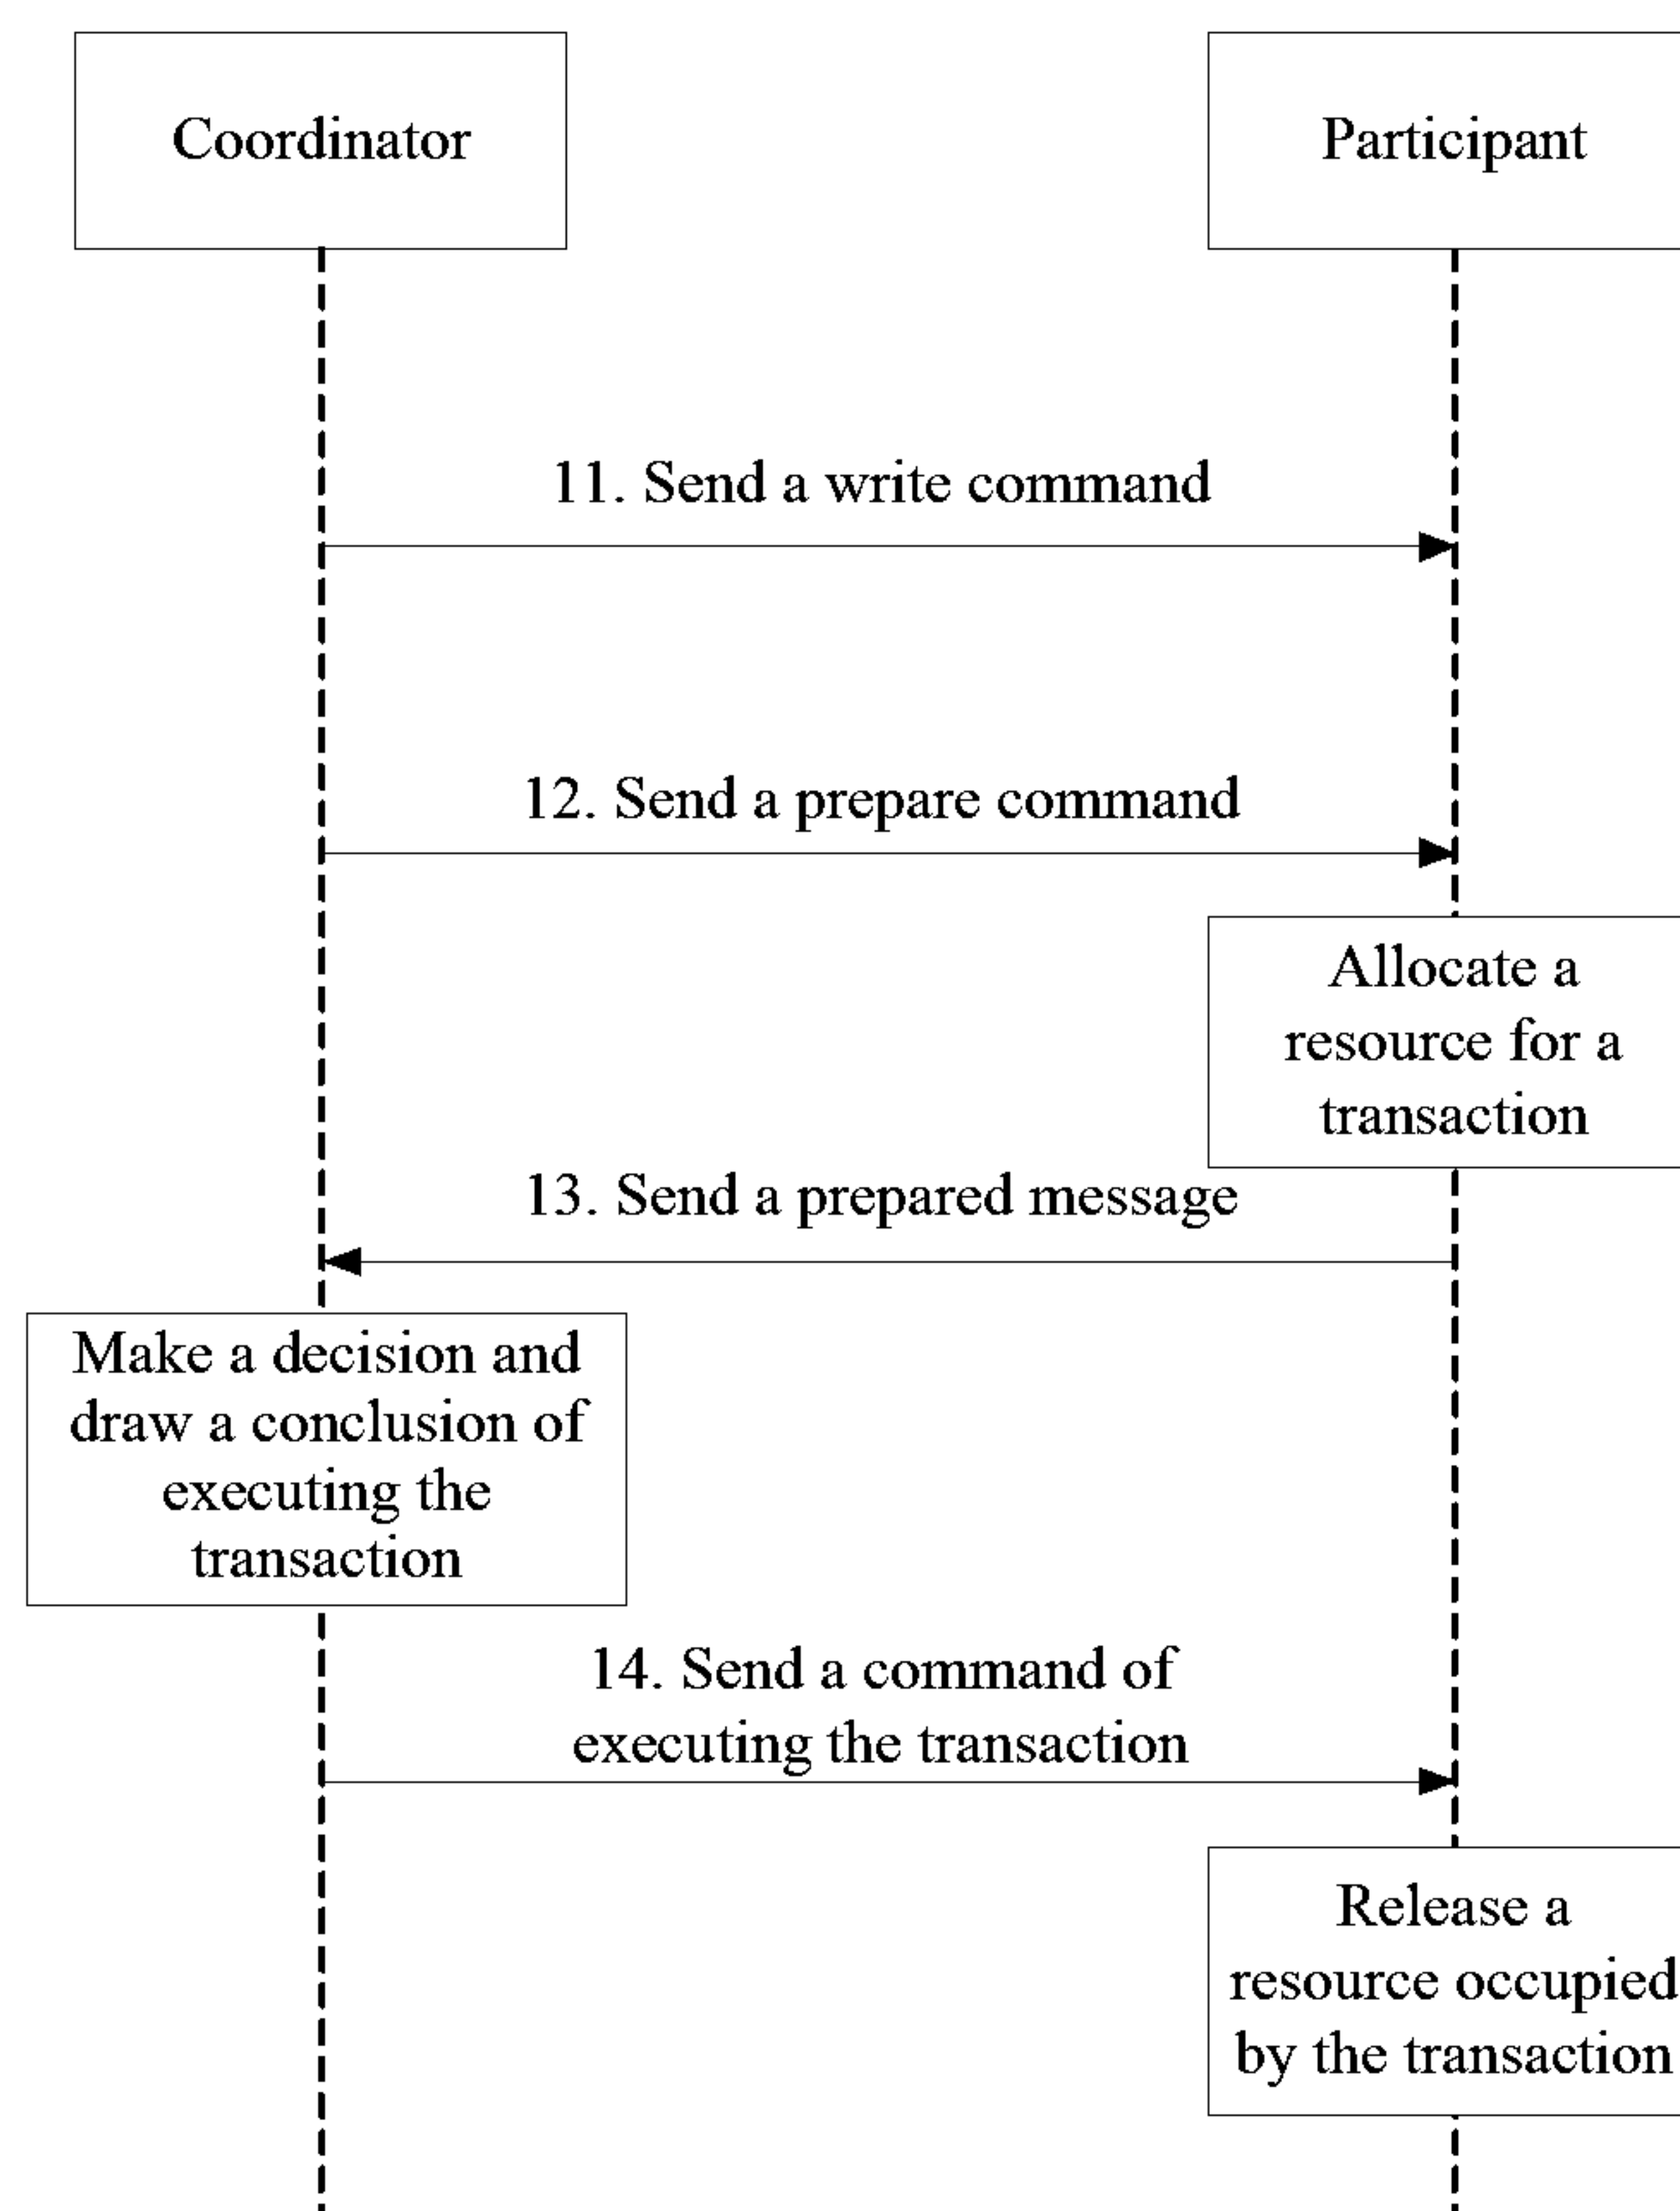 Coordinator
Participant
11. Send a write command
12. Send a prepare command
Allocate a
resource for a
transaction
13. Send a prepared message
Make a decision and
draw a conclusion of
executing the
transaction
14. Send a command of
executing the transaction
Release a
resource occupied
by the transaction